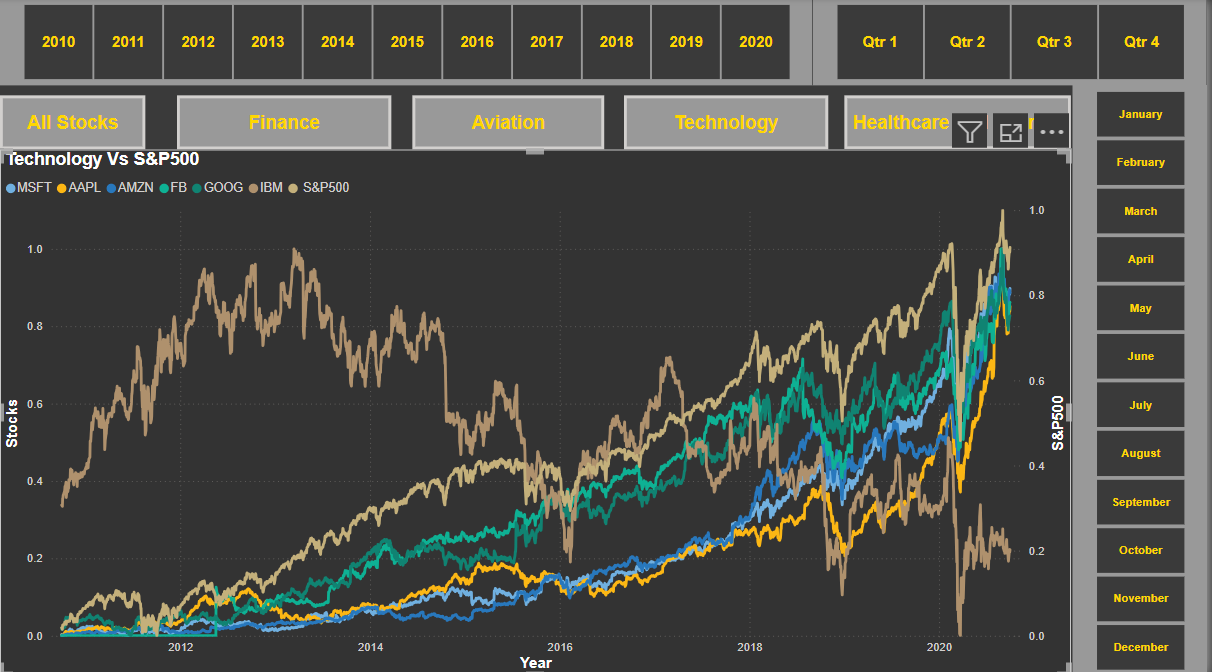 2010 2011 2012 2013 2014 2015 2016 2017 2018 2019 2020 Qtr 1 Qtr 2 Qtr 3 Qtr 4
All Stocks Finance Aviation Technology Healthcare
Technology Vs S&P500
MSFT AAPL AMZN FB GOOG IBM S&P500
1.0
0.8
0.6
0.4
0.2
0.0
Stocks
1.0
0.8
0.6
0.4
0.2
0.0
S&P500
2012 2014 2016 2018 2020
Year
January
February
March
April
May
June
July
August
September
October
November
December